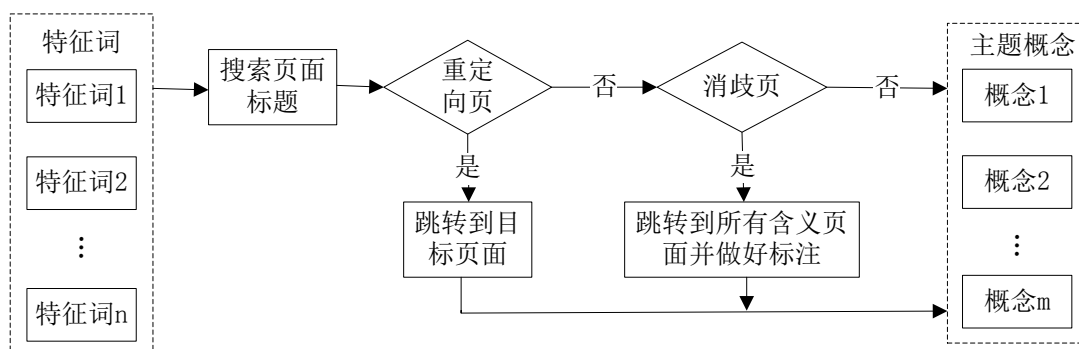 特征词
特征词1
特征词2
⋮
特征词n
搜索页面
标题
重定
向页
否
是
跳转到目
标页面
消歧页
否
是
跳转到所有含义页
面并做好标注
主题概念
概念1
概念2
⋮
概念m